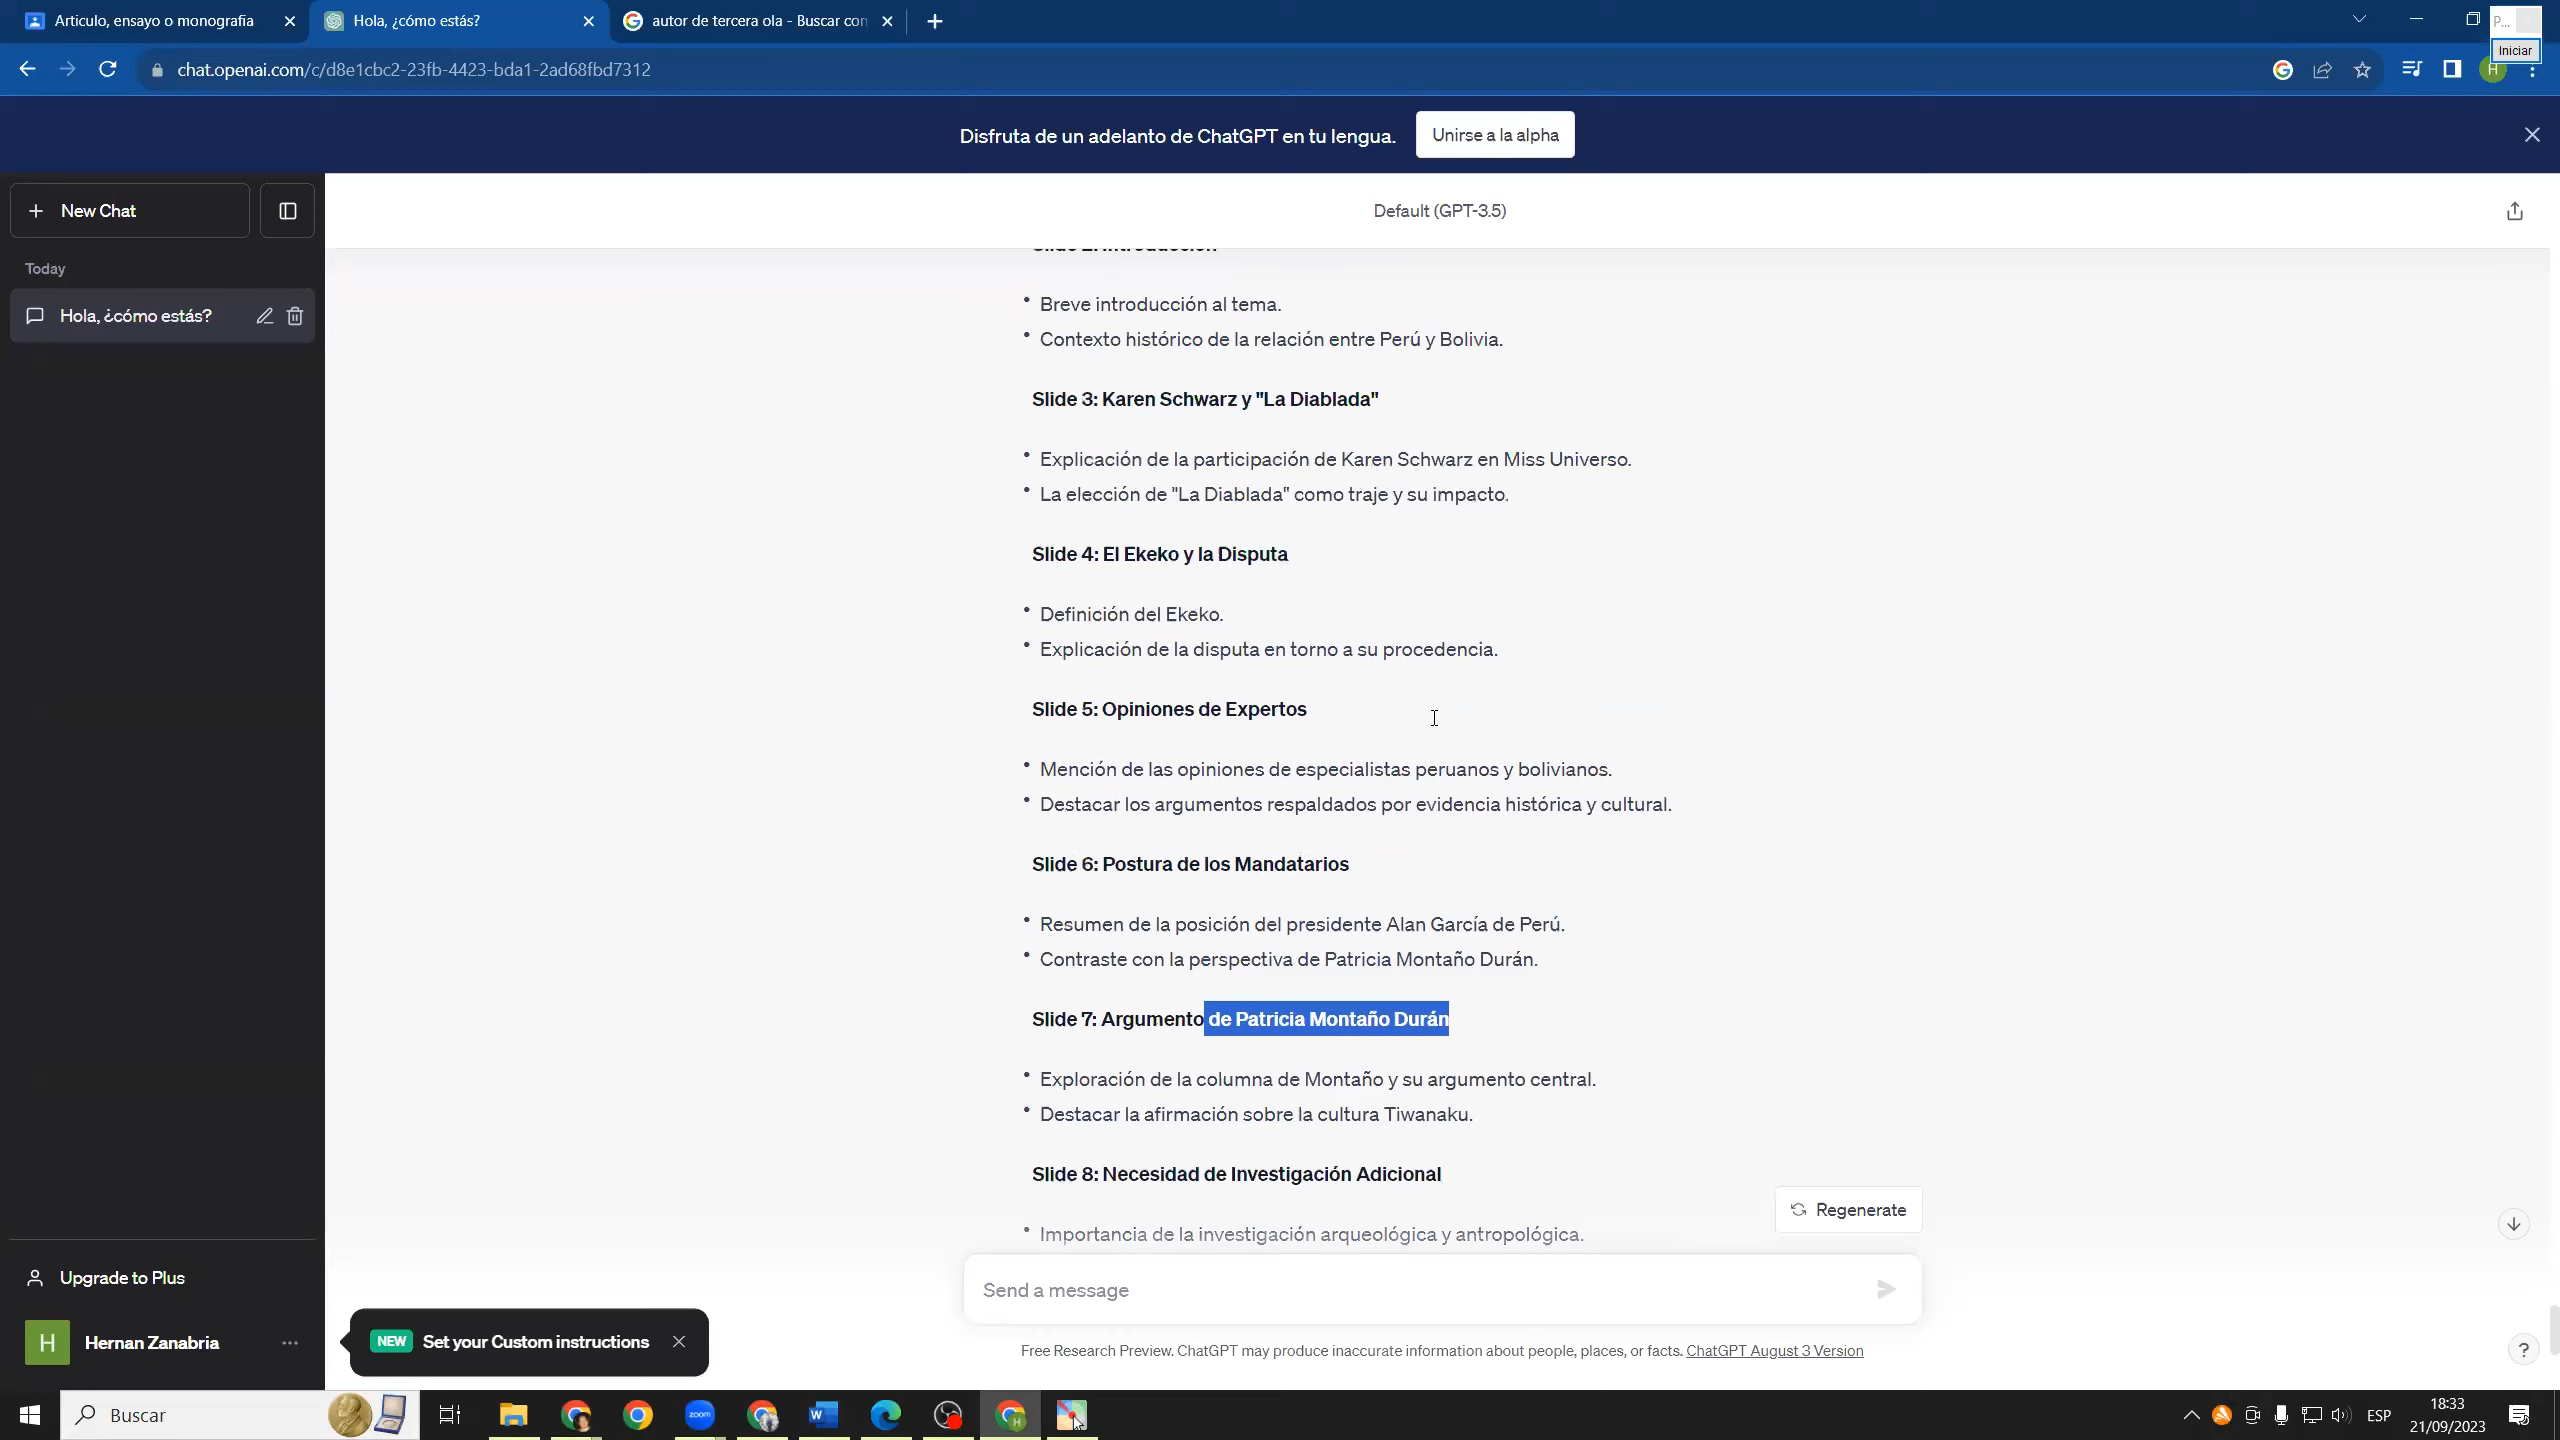 Articulo, ensayo o monografia
Hola, ¿cómo estás?
autor de tercera ola - Buscar con
P...
Iniciar
chat.openai.com/c/d8e1cbc2-23fb-4423-bda1-2ad68fbd7312
H
Disfruta de un adelanto de ChatGPT en tu lengua.
Unirse a la alpha
New Chat
Default (GPT-3.5)
Today
Hola, ¿cómo estás?
Slide 2: Introducción
• Breve introducción al tema.
• Contexto histórico de la relación entre Perú y Bolivia.
Slide 3: Karen Schwarz y "La Diablada"
• Explicación de la participación de Karen Schwarz en Miss Universo.
• La elección de "La Diablada" como traje y su impacto.
Slide 4: El Ekeko y la Disputa
• Definición del Ekeko.
• Explicación de la disputa en torno a su procedencia.
Slide 5: Opiniones de Expertos
• Mención de las opiniones de especialistas peruanos y bolivianos.
• Destacar los argumentos respaldados por evidencia histórica y cultural.
Slide 6: Postura de los Mandatarios
• Resumen de la posición del presidente Alan García de Perú.
• Contraste con la perspectiva de Patricia Montaño Durán.
Slide 7: Argumento de Patricia Montaño Durán
• Exploración de la columna de Montaño y su argumento central.
• Destacar la afirmación sobre la cultura Tiwanaku.
Slide 8: Necesidad de Investigación Adicional
• Importancia de la investigación arqueológica y antropológica.
Regenerate
Send a message
Upgrade to Plus
H Hernan Zanabria
NEW Set your Custom instructions
Free Research Preview. ChatGPT may produce inaccurate information about people, places, or facts. ChatGPT August 3 Version
?
Buscar
zoom
W
H
ESP
18:33
21/09/2023